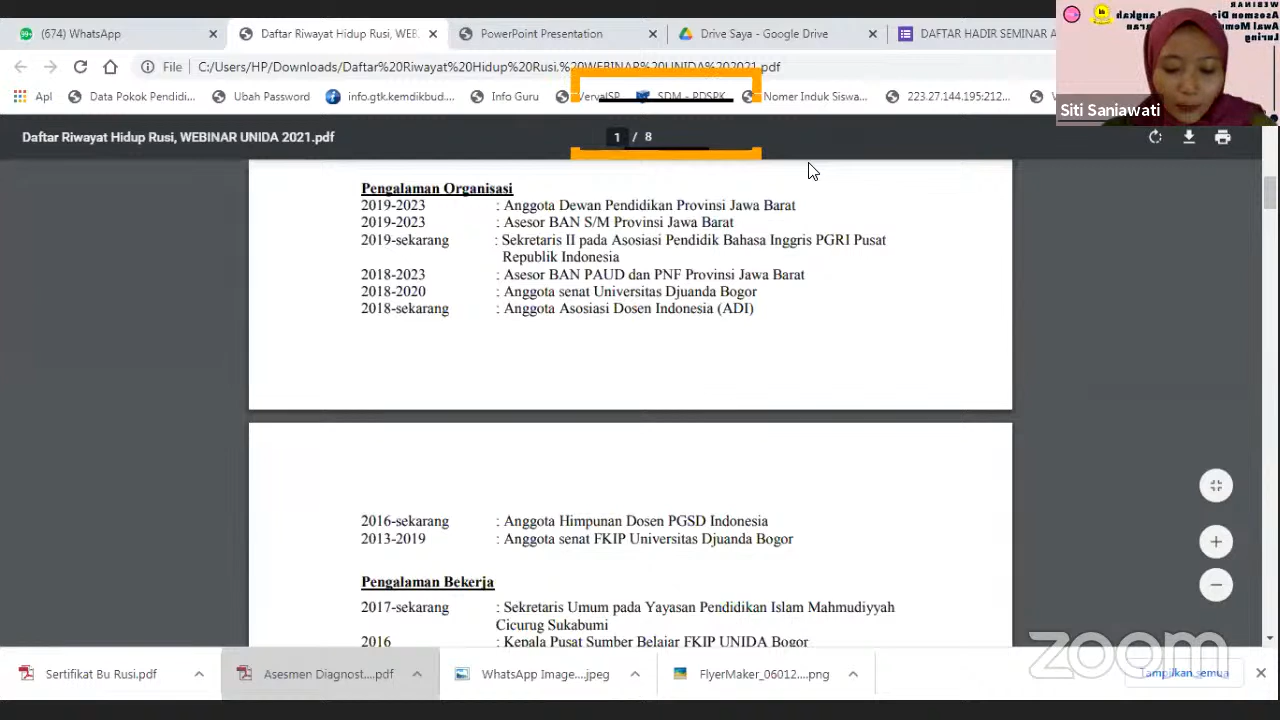 (674) WhatsApp
Daftar Riwayat Hidup Rusi, WEB.
PowerPoint Presentation
Drive Saya - Google Drive
DAFTAR HADIR SEMINAR A
File
C:/Users/HP/Downloads/Daftar%20Riwayat%20Hidup%20Rusi,%20WEBINAR%20UNIDA%202021.pdf
Apl
Data Pokok Pendidi...
Ubah Password
info.gtk.kemdikbud....
Info Guru
VervalSP
SDM - PDSPK
Nomer Induk Siswa...
223.27.144.195:212...
WEBINAR
Siti Saniawati
Daftar Riwayat Hidup Rusi, WEBINAR UNIDA 2021.pdf
1 / 8
Pengalaman Organisasi
2019-2023 : Anggota Dewan Pendidikan Provinsi Jawa Barat
2019-2023 : Asesor BAN S/M Provinsi Jawa Barat
2019-sekarang : Sekretaris II pada Asosiasi Pendidik Bahasa Inggris PGRI Pusat
Republik Indonesia
2018-2023 : Asesor BAN PAUD dan PNF Provinsi Jawa Barat
2018-2020 : Anggota senat Universitas Djuanda Bogor
2018-sekarang : Anggota Asosiasi Dosen Indonesia (ADI)
2016-sekarang : Anggota Himpunan Dosen PGSD Indonesia
2013-2019 : Anggota senat FKIP Universitas Djuanda Bogor
Pengalaman Bekerja
2017-sekarang : Sekretaris Umum pada Yayasan Pendidikan Islam Mahmudiyyah
Cicurug Sukabumi
2016 : Kepala Pusat Sumber Belajar FKIP UNIDA Bogor
zoom
Sertifikat Bu Rusi.pdf
Asesmen Diagnost....pdf
WhatsApp Image....jpeg
FlyerMaker_06012....png
Tampilkan semua